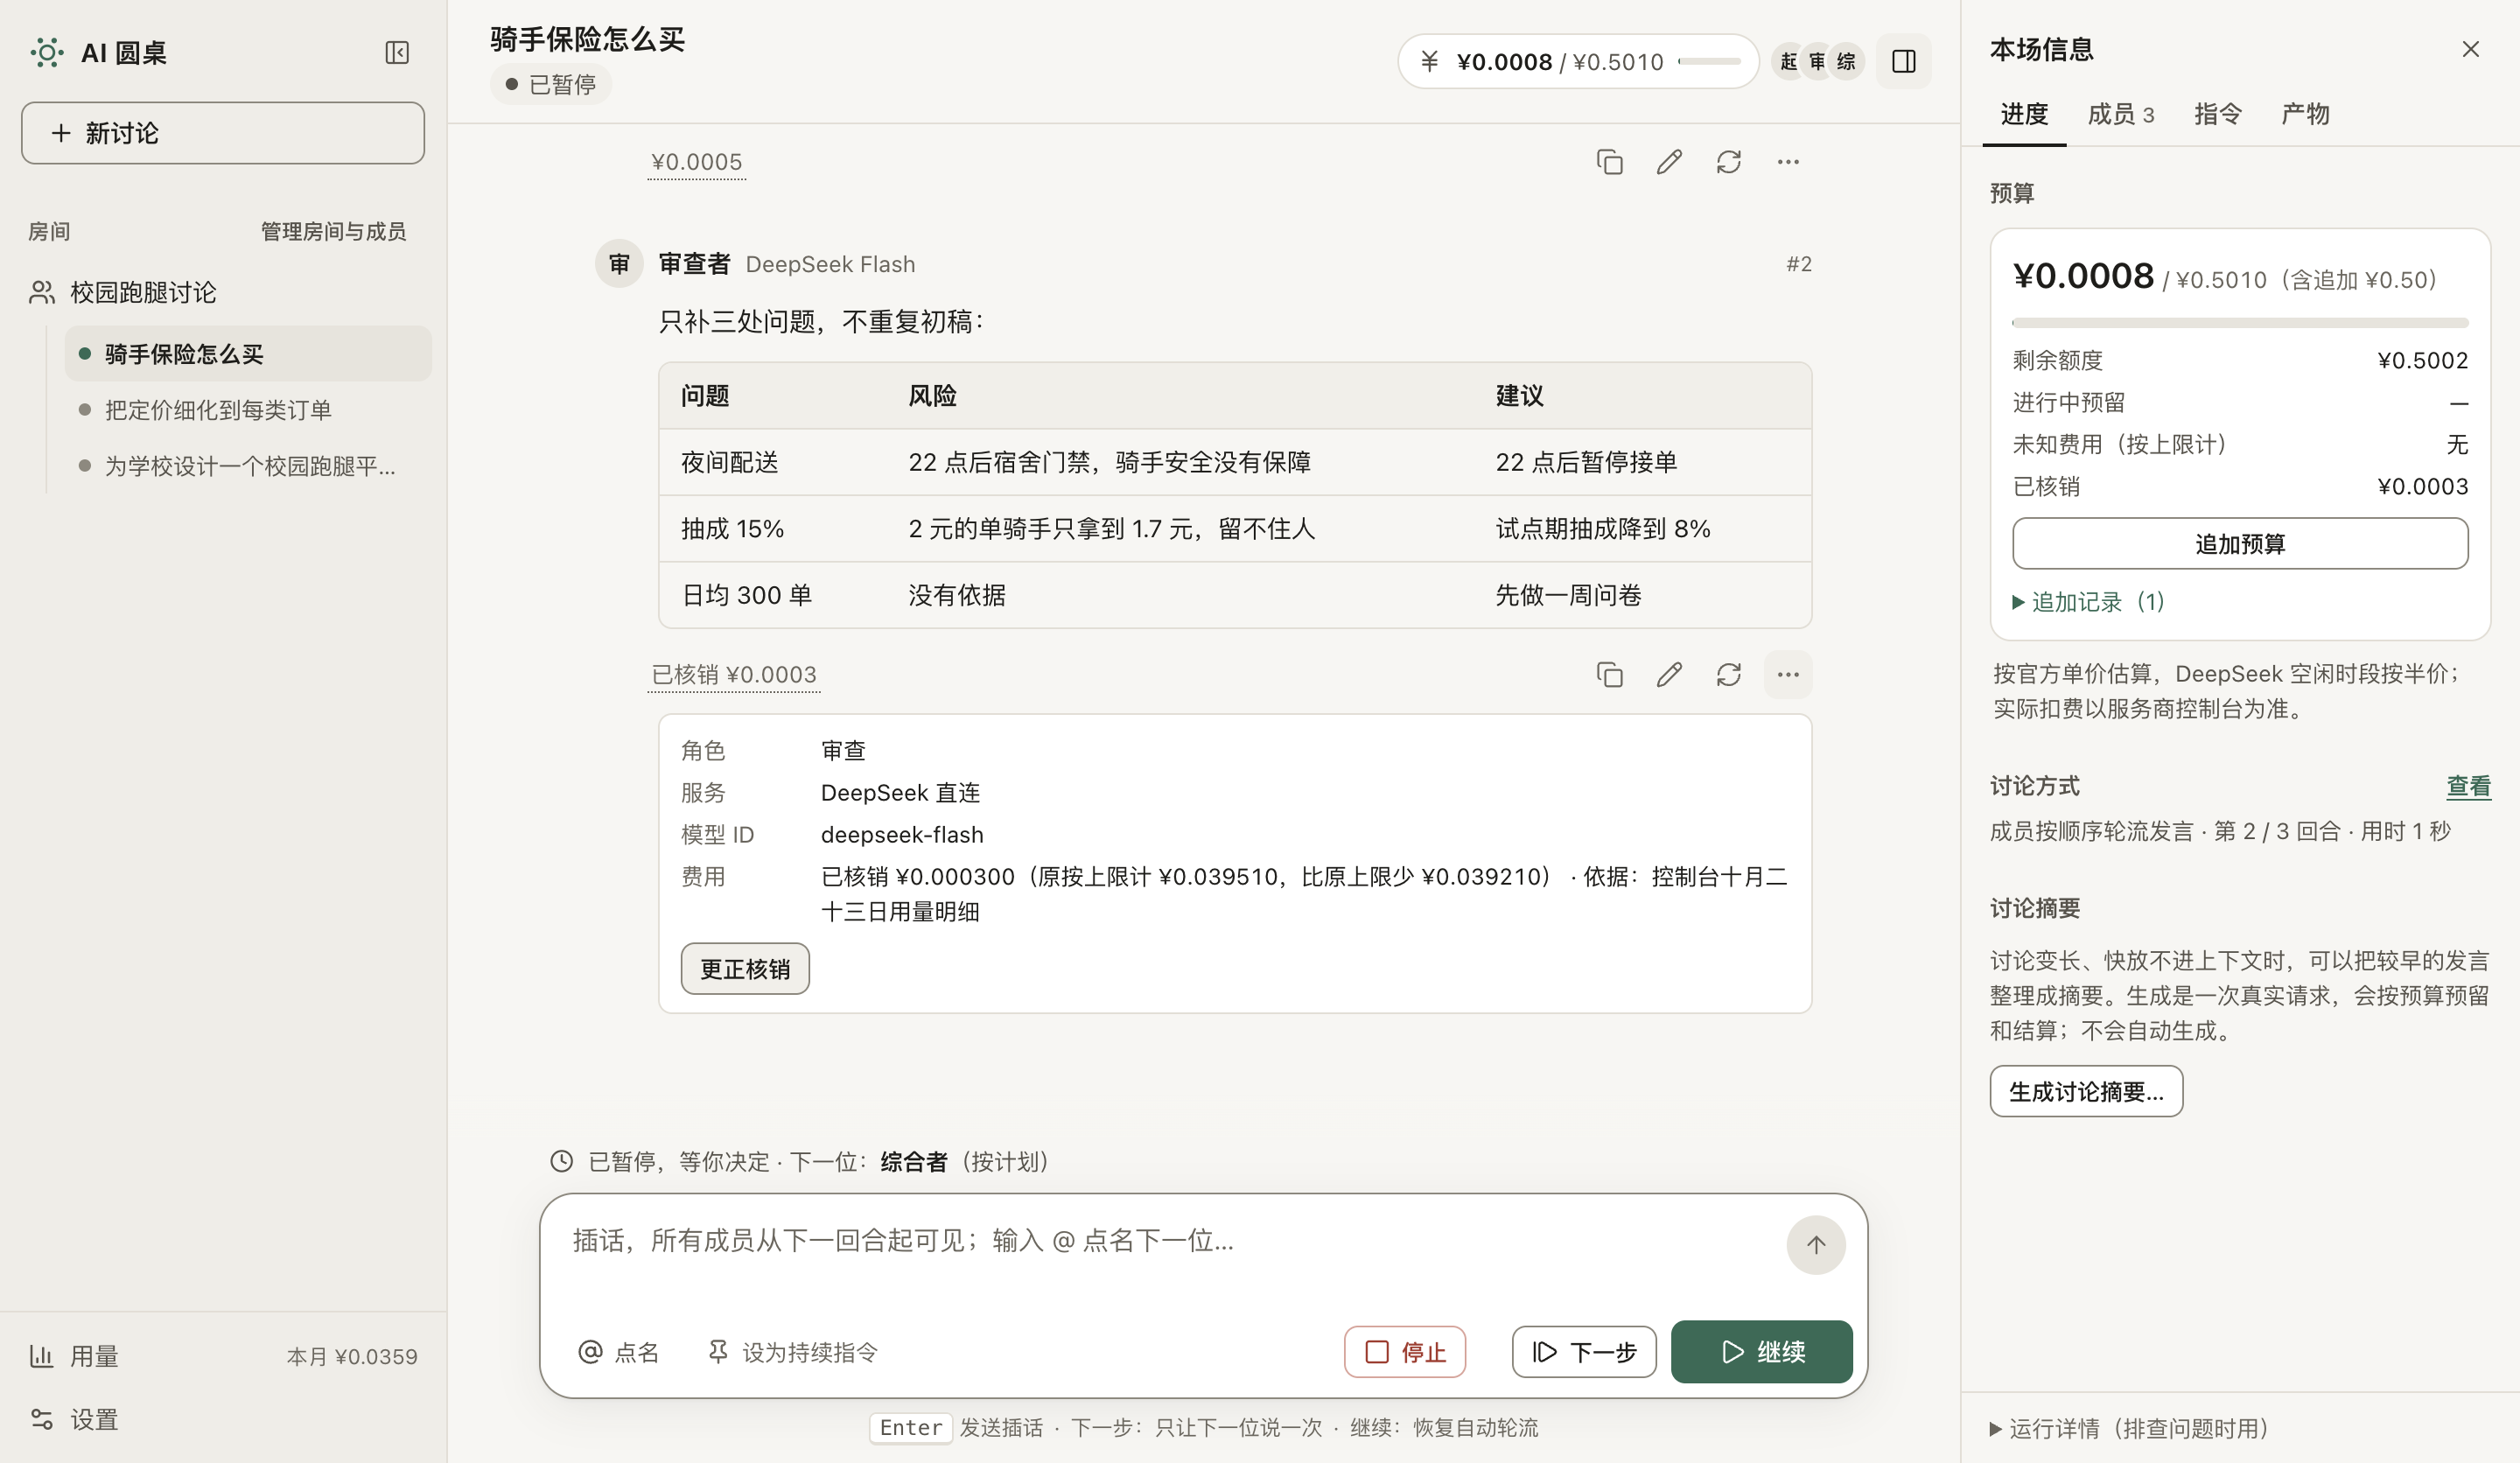 AI 圆桌
新讨论
房间 管理房间与成员
校园跑腿讨论
骑手保险怎么买
把定价细化到每类订单
为学校设计一个校园跑腿平...
用量 本月 ¥0.0359
设置
骑手保险怎么买
已暂停
¥0.0008 / ¥0.5010
起 审 综
¥0.0005
审 审查者 DeepSeek Flash #2
只补三处问题，不重复初稿：
问题 风险 建议
夜间配送 22 点后宿舍门禁，骑手安全没有保障 22 点后暂停接单
抽成 15% 2 元的单骑手只拿到 1.7 元，留不住人 试点期抽成降到 8%
日均 300 单 没有依据 先做一周问卷
已核销 ¥0.0003
角色 审查
服务 DeepSeek 直连
模型 ID deepseek-flash
费用 已核销 ¥0.000300（原按上限计 ¥0.039510，比原上限少 ¥0.039210） · 依据：控制台十月二
十三日用量明细
更正核销
已暂停，等你决定 · 下一位：综合者（按计划）
插话，所有成员从下一回合起可见；输入 @ 点名下一位...
点名 设为持续指令 停止 下一步 继续
Enter 发送插话 · 下一步：只让下一位说一次 · 继续：恢复自动轮流
本场信息
进度 成员 3 指令 产物
预算
¥0.0008 / ¥0.5010（含追加 ¥0.50）
剩余额度 ¥0.5002
进行中预留 —
未知费用（按上限计） 无
已核销 ¥0.0003
追加预算
追加记录（1）
按官方单价估算，DeepSeek 空闲时段按半价；
实际扣费以服务商控制台为准。
讨论方式 查看
成员按顺序轮流发言 · 第 2 / 3 回合 · 用时 1 秒
讨论摘要
讨论变长、快放不进上下文时，可以把较早的发言
整理成摘要。生成是一次真实请求，会按预算预留
和结算；不会自动生成。
生成讨论摘要...
运行详情（排查问题时用）